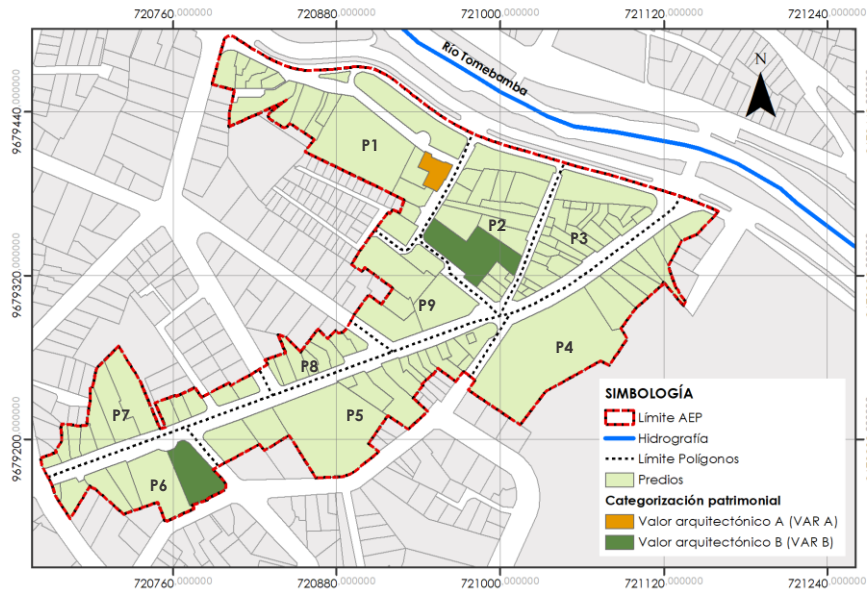 720760.000000 720880.000000 721000.000000 721120.000000 721240.000000
Río Tomebamba
N
9679440.000000
P1
P2
P3
9679320.000000
P9
P4
P8
P7
P5
P6
9679200.000000
SIMBOLOGÍA
Límite AEP
Hidrografía
Límite Polígonos
Predios
Categorización patrimonial
Valor arquitectónico A (VAR A)
Valor arquitectónico B (VAR B)
720760.000000 720880.000000 721000.000000 721120.000000 721240.000000